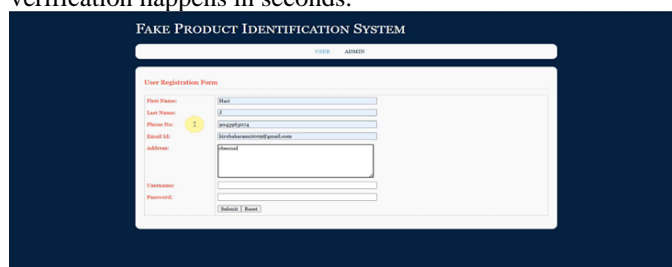 verification happens in seconds.
FAKE PRODUCT IDENTIFICATION SYSTEM
USER ADMIN
User Registration Form
First Name: Hari
Last Name: J
Phone No:
Email Id:
Address: chennai
Username:
Password:
Submit Reset